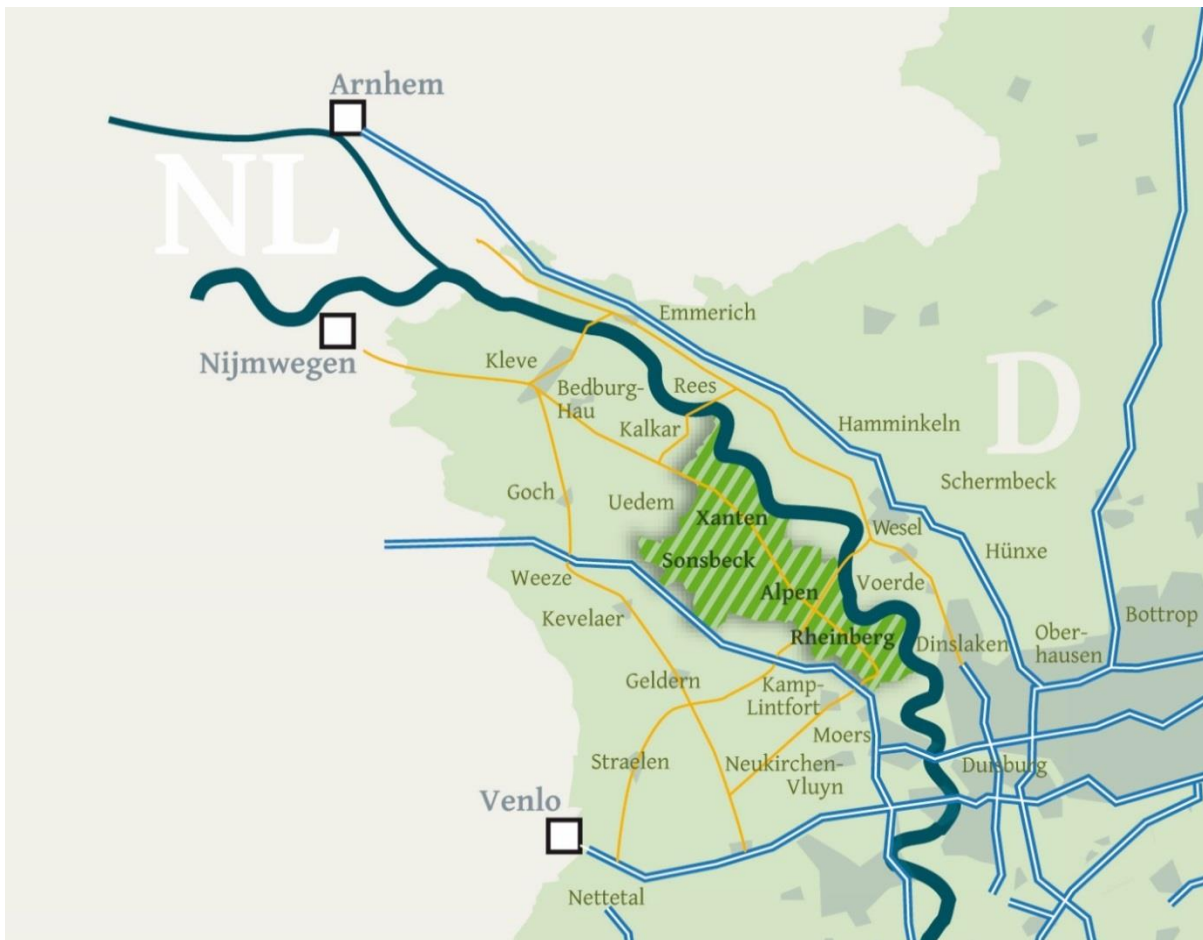 Arnhem
NL
Nijmwegen
Emmerich
Kleve
Bedburg-
Hau
Rees
D
Kalkar
Hamminkeln
Schermbeck
Goch
Uedem
Xanten
Wesel
Hünxe
Sonsbeck
Weeze
Alpen
Voerde
Kevelaer
Bottrop
Rheinberg
Dinslaken
Ober-
hausen
Geldern
Kamp-
Lintfort
Moers
Straelen
Neukirchen-
Vluyn
Duisburg
Venlo
Nettetal